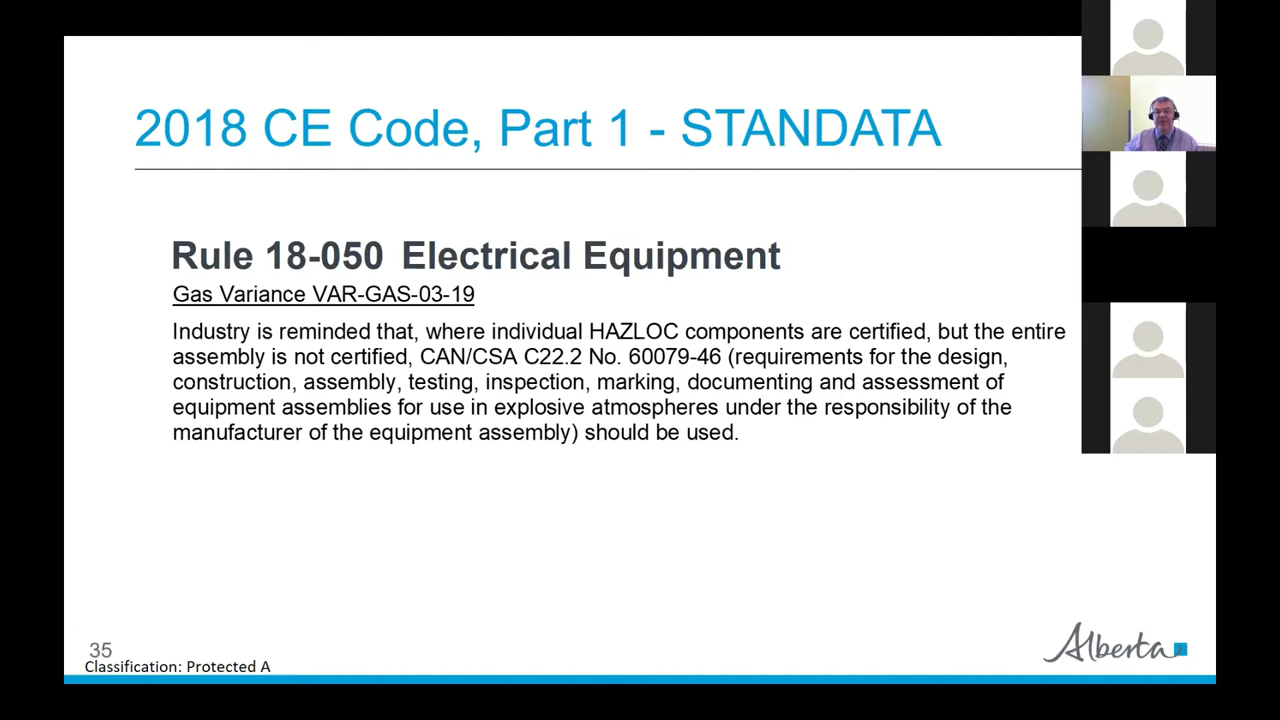 2018 CE Code, Part 1 - STANDATA
Rule 18-050 Electrical Equipment
Gas Variance VAR-GAS-03-19
Industry is reminded that, where individual HAZLOC components are certified, but the entire
assembly is not certified, CAN/CSA C22.2 No. 60079-46 (requirements for the design,
construction, assembly, testing, inspection, marking, documenting and assessment of
equipment assemblies for use in explosive atmospheres under the responsibility of the
manufacturer of the equipment assembly) should be used.
35
Classification: Protected A
Alberta